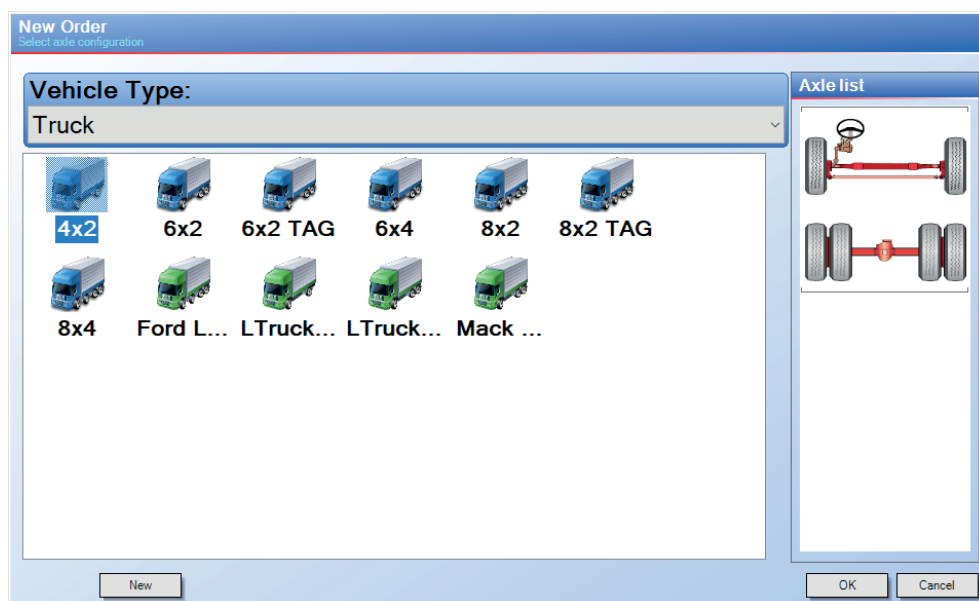 New Order
Select axle configuration
Vehicle Type:
Truck
Axle list
4x2 6x2 6x2 TAG 6x4 8x2 8x2 TAG
8x4 Ford L... LTruck... LTruck... Mack ...
New OK Cancel